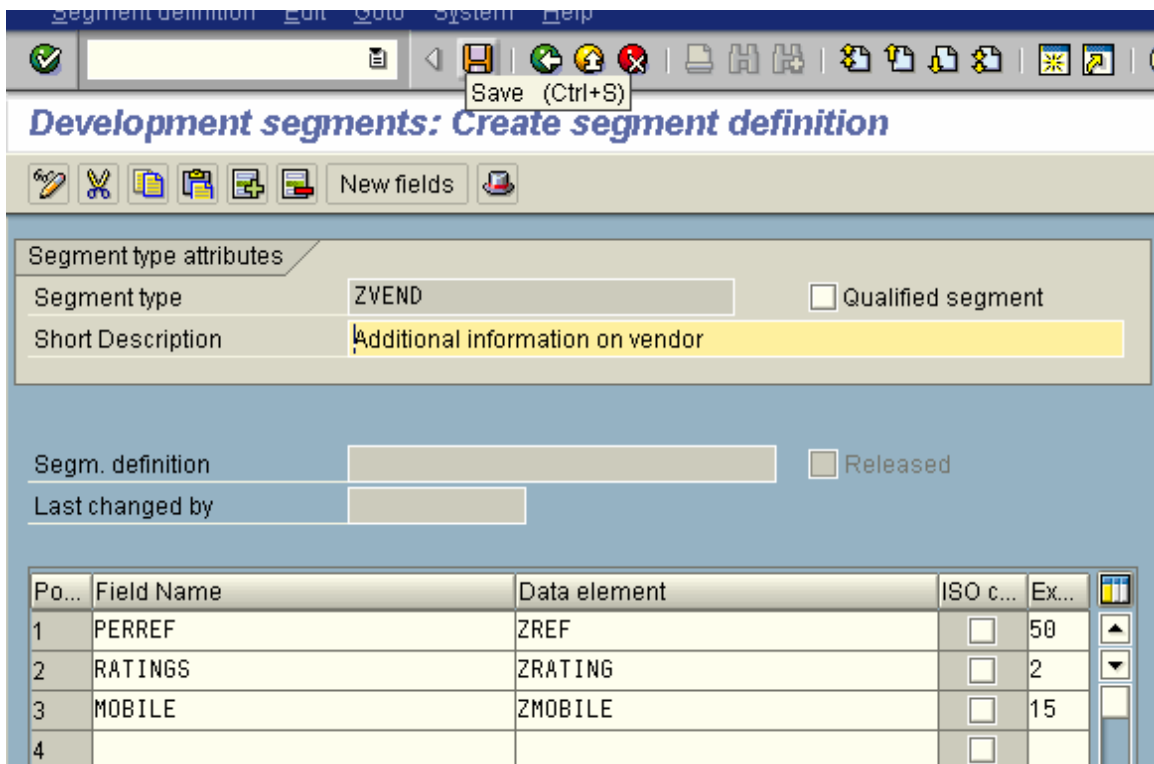 Segment definition Edit Goto System Help
Save (Ctrl+S)
Development segments: Create segment definition
New fields
Segment type attributes
Segment type ZVEND Qualified segment
Short Description Additional information on vendor
Segm. definition Released
Last changed by
Po... Field Name Data element ISO c... Ex...
1 PERREF ZREF 50
2 RATINGS ZRATING 2
3 MOBILE ZMOBILE 15
4